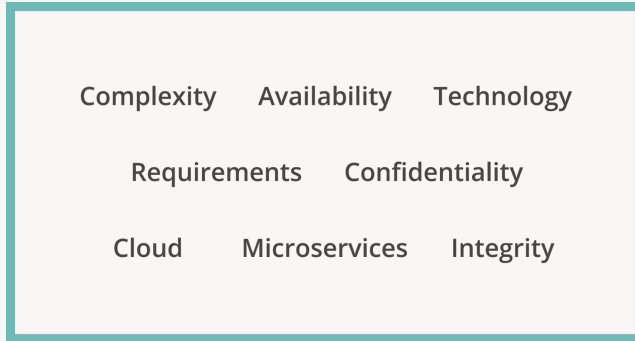 Complexity Availability Technology
Requirements Confidentiality
Cloud Microservices Integrity